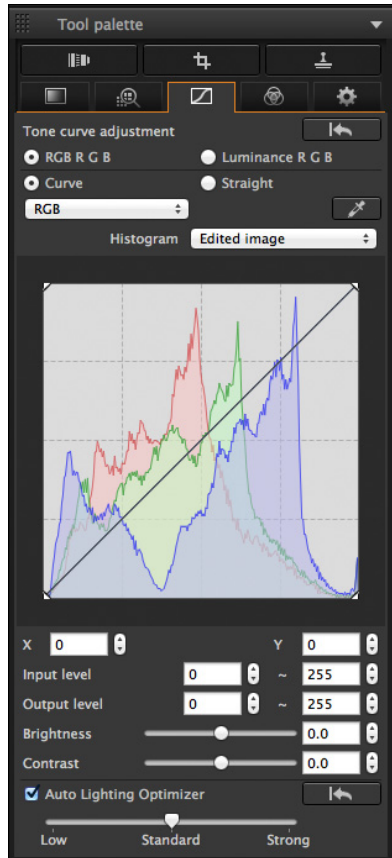 Tool palette
Tone curve adjustment
RGB R G B Luminance R G B
Curve Straight
RGB
Histogram Edited image
X 0 Y 0
Input level 0 ~ 255
Output level 0 ~ 255
Brightness 0.0
Contrast 0.0
Auto Lighting Optimizer
Low Standard Strong